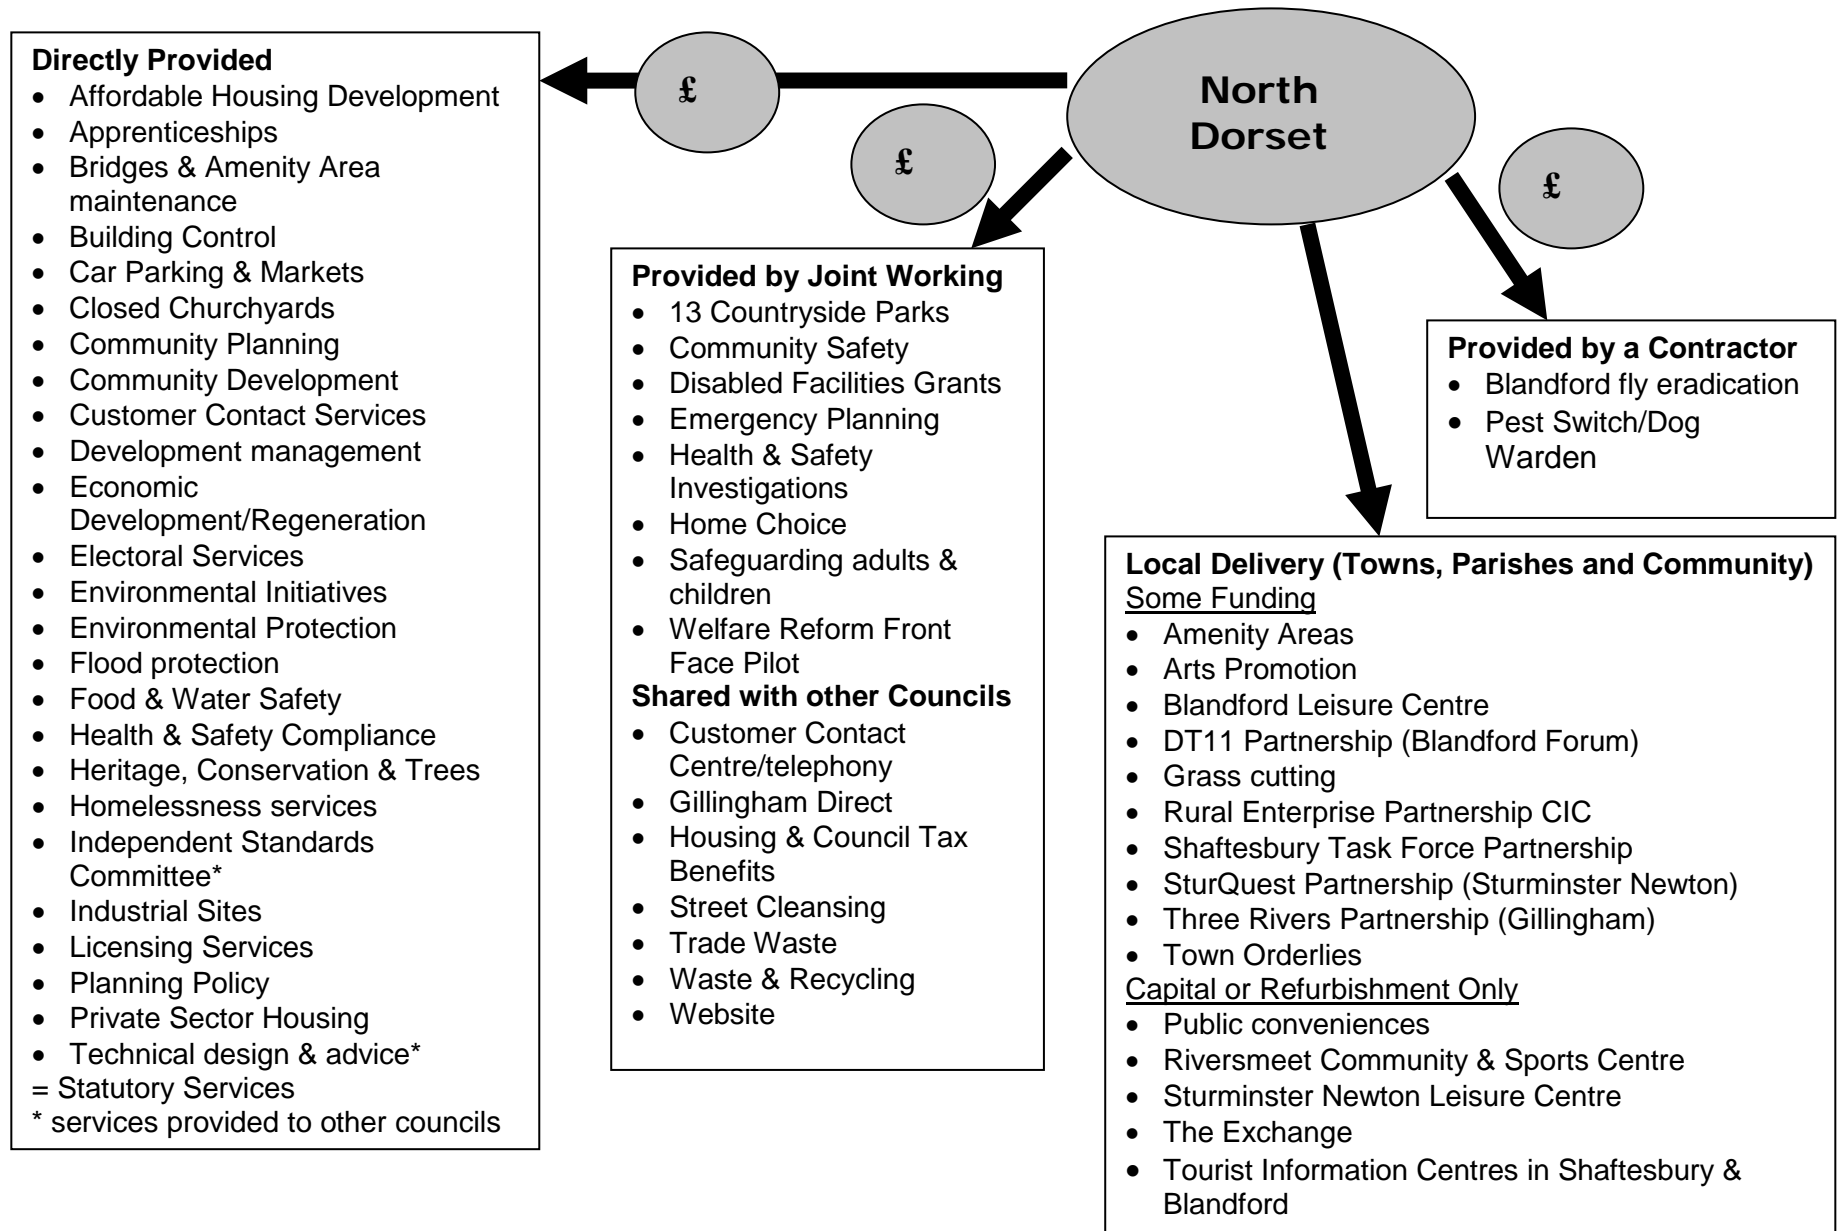 North
Dorset
£
£
£
Directly Provided
• Affordable Housing Development
• Apprenticeships
• Bridges & Amenity Area
maintenance
• Building Control
• Car Parking & Markets
• Closed Churchyards
• Community Planning
• Community Development
• Customer Contact Services
• Development management
• Economic
Development/Regeneration
• Electoral Services
• Environmental Initiatives
• Environmental Protection
• Flood protection
• Food & Water Safety
• Health & Safety Compliance
• Heritage, Conservation & Trees
• Homelessness services
• Independent Standards
Committee*
• Industrial Sites
• Licensing Services
• Planning Policy
• Private Sector Housing
• Technical design & advice*
= Statutory Services
* services provided to other councils
Provided by Joint Working
• 13 Countryside Parks
• Community Safety
• Disabled Facilities Grants
• Emergency Planning
• Health & Safety
Investigations
• Home Choice
• Safeguarding adults &
children
• Welfare Reform Front
Face Pilot
Shared with other Councils
• Customer Contact
Centre/telephony
• Gillingham Direct
• Housing & Council Tax
Benefits
• Street Cleansing
• Trade Waste
• Waste & Recycling
• Website
Provided by a Contractor
• Blandford fly eradication
• Pest Switch/Dog
Warden
Local Delivery (Towns, Parishes and Community)
Some Funding
• Amenity Areas
• Arts Promotion
• Blandford Leisure Centre
• DT11 Partnership (Blandford Forum)
• Grass cutting
• Rural Enterprise Partnership CIC
• Shaftesbury Task Force Partnership
• SturQuest Partnership (Sturminster Newton)
• Three Rivers Partnership (Gillingham)
• Town Orderlies
Capital or Refurbishment Only
• Public conveniences
• Riversmeet Community & Sports Centre
• Sturminster Newton Leisure Centre
• The Exchange
• Tourist Information Centres in Shaftesbury &
Blandford